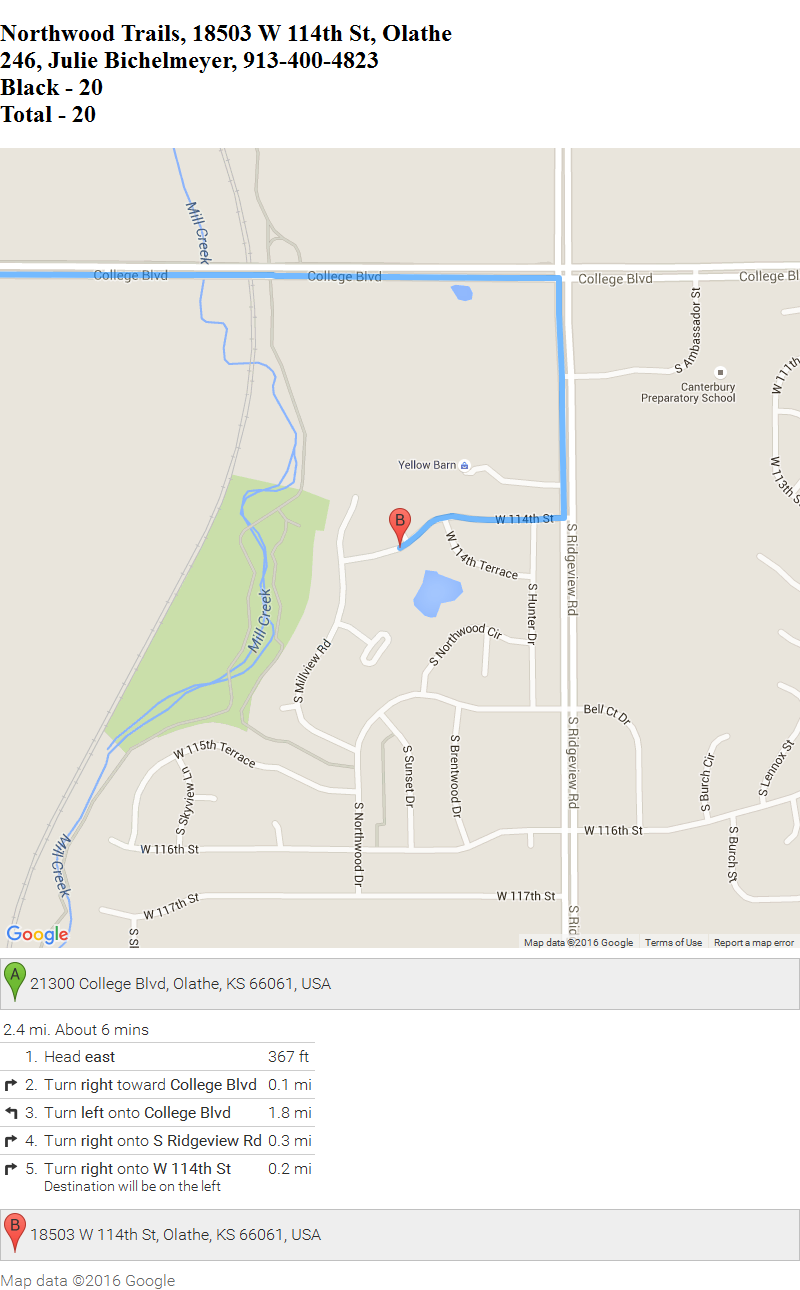 Northwood Trails, 18503 W 114th St, Olathe
246, Julie Bichelmeyer, 913-400-4823
Black - 20
Total - 20
Mill Creek
College Blvd
College Blvd
College Blvd
College Bl
S Ambassador St
Canterbury
Preparatory School
W 111th
W 113th S
Yellow Barn
B
W 114th St
W 114th Terrace
S Ridgeview Rd
S Hunter Dr
Mill Creek
S Northwood Cir
S Millview Rd
Bell Ct Dr
S Ridgeview Rd
W 115th Terrace
S Skyview Ln
S Sunset Dr
S Brentwood Dr
S Burch Cir
S Lennox St
S Northwood Dr
W 116th St
W 116th St
S Burch St
Mill Creek
W 117th St
W 117th St
S Sl
S Rid
Google
Map data ©2016 Google
Terms of Use
Report a map error
A
21300 College Blvd, Olathe, KS 66061, USA
2.4 mi. About 6 mins
1. Head east 367 ft
2. Turn right toward College Blvd 0.1 mi
3. Turn left onto College Blvd 1.8 mi
4. Turn right onto S Ridgeview Rd 0.3 mi
5. Turn right onto W 114th St 0.2 mi
Destination will be on the left
B
18503 W 114th St, Olathe, KS 66061, USA
Map data ©2016 Google